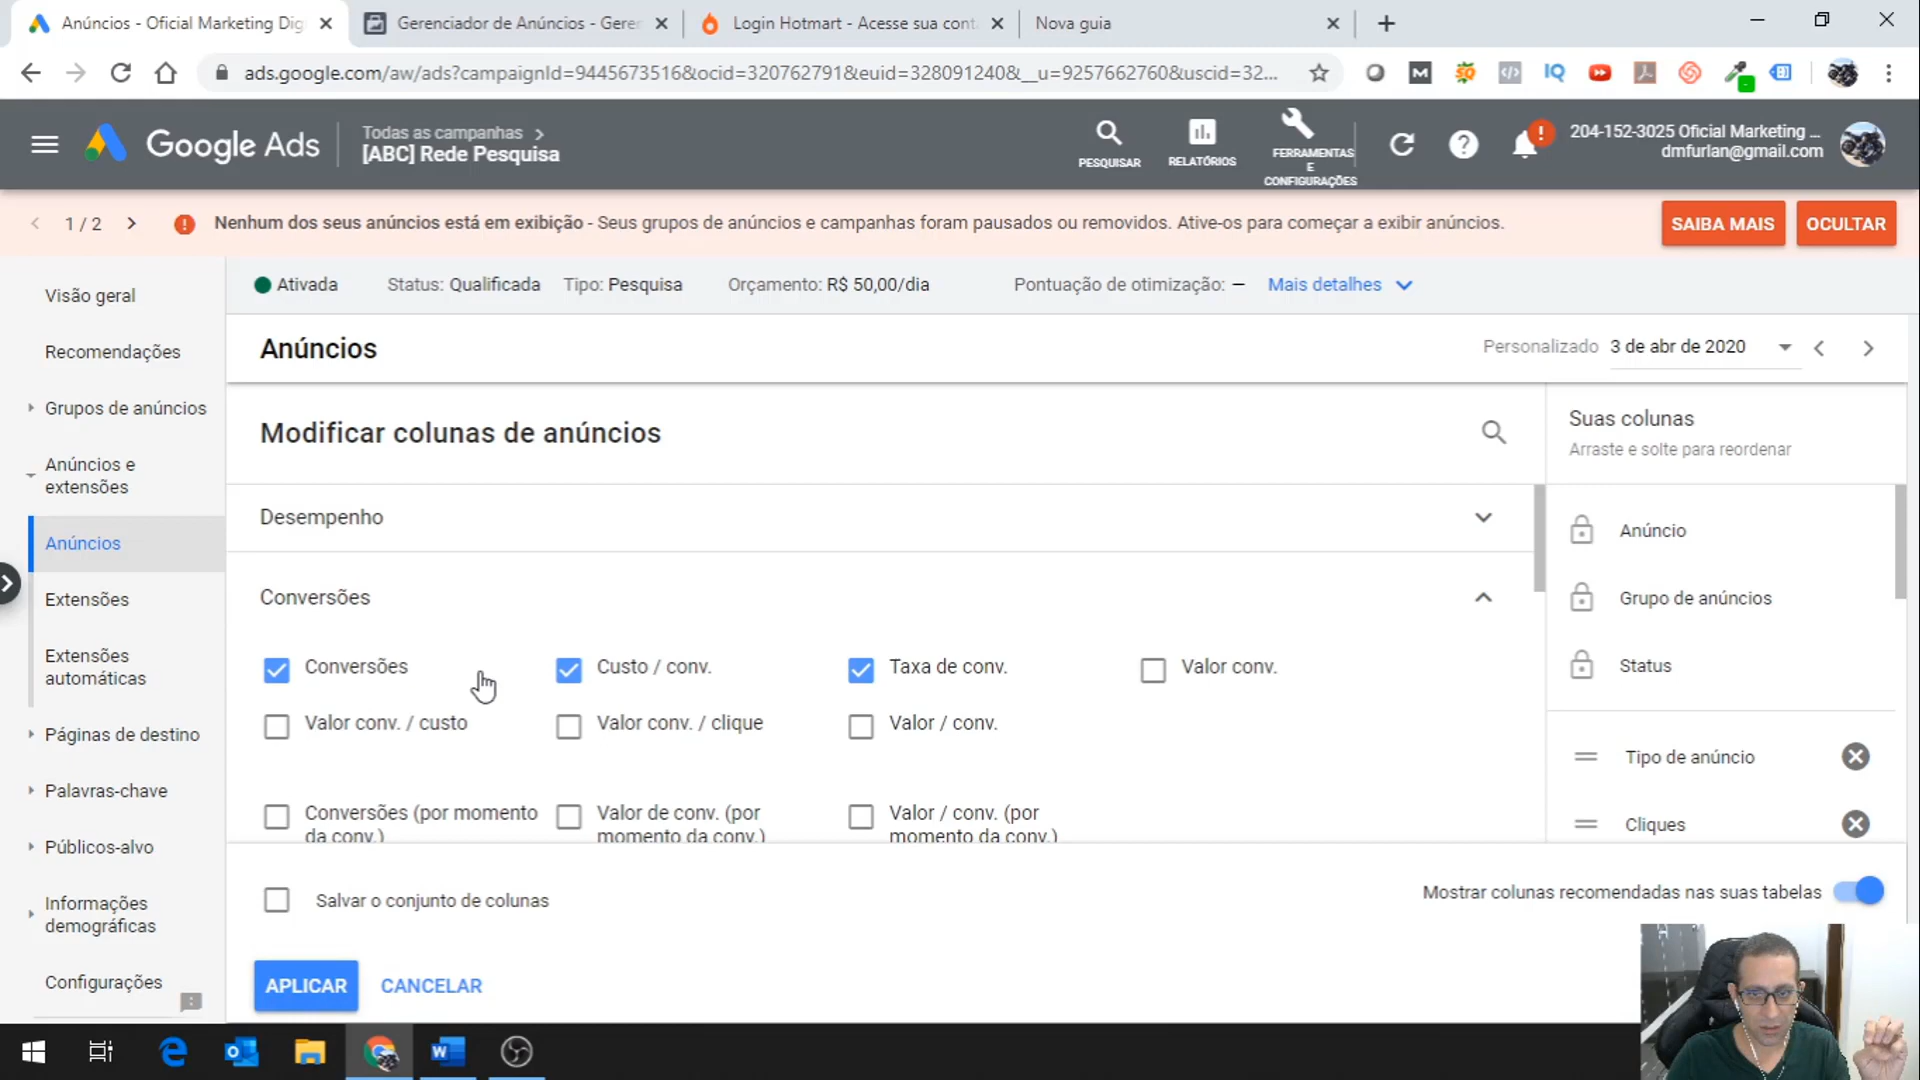 Anúncios - Oficial Marketing Dig
Gerenciador de Anúncios - Geren
Login Hotmart - Acesse sua cont
Nova guia
ads.google.com/aw/ads?campaignId=9445673516&ocid=320762791&euid=328091240&__u=9257662760&uscid=32...
Google Ads
Todas as campanhas
[ABC] Rede Pesquisa
PESQUISAR
RELATÓRIOS
FERRAMENTAS
E
CONFIGURAÇÕES
204-152-3025 Oficial Marketing ...
dmfurlan@gmail.com
1 / 2
Nenhum dos seus anúncios está em exibição - Seus grupos de anúncios e campanhas foram pausados ou removidos. Ative-os para começar a exibir anúncios.
SAIBA MAIS
OCULTAR
Visão geral
Recomendações
Grupos de anúncios
Anúncios e
extensões
Anúncios
Extensões
Extensões
automáticas
Páginas de destino
Palavras-chave
Públicos-alvo
Informações
demográficas
Configurações
Ativada
Status: Qualificada
Tipo: Pesquisa
Orçamento: R$ 50,00/dia
Pontuação de otimização: –
Mais detalhes
Anúncios
Personalizado
3 de abr de 2020
Modificar colunas de anúncios
Desempenho
Conversões
Conversões
Custo / conv.
Taxa de conv.
Valor conv.
Valor conv. / custo
Valor conv. / clique
Valor / conv.
Conversões (por momento
da conv.)
Valor de conv. (por
momento da conv.)
Valor / conv. (por
momento da conv.)
Suas colunas
Arraste e solte para reordenar
Anúncio
Grupo de anúncios
Status
Tipo de anúncio
Cliques
Salvar o conjunto de colunas
Mostrar colunas recomendadas nas suas tabelas
APLICAR
CANCELAR